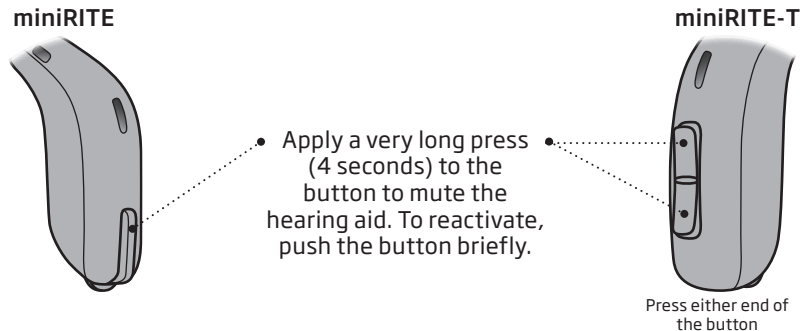 miniRITE
miniRITE-T
Apply a very long press
(4 seconds) to the
button to mute the
hearing aid. To reactivate,
push the button briefly.
Press either end of
the button